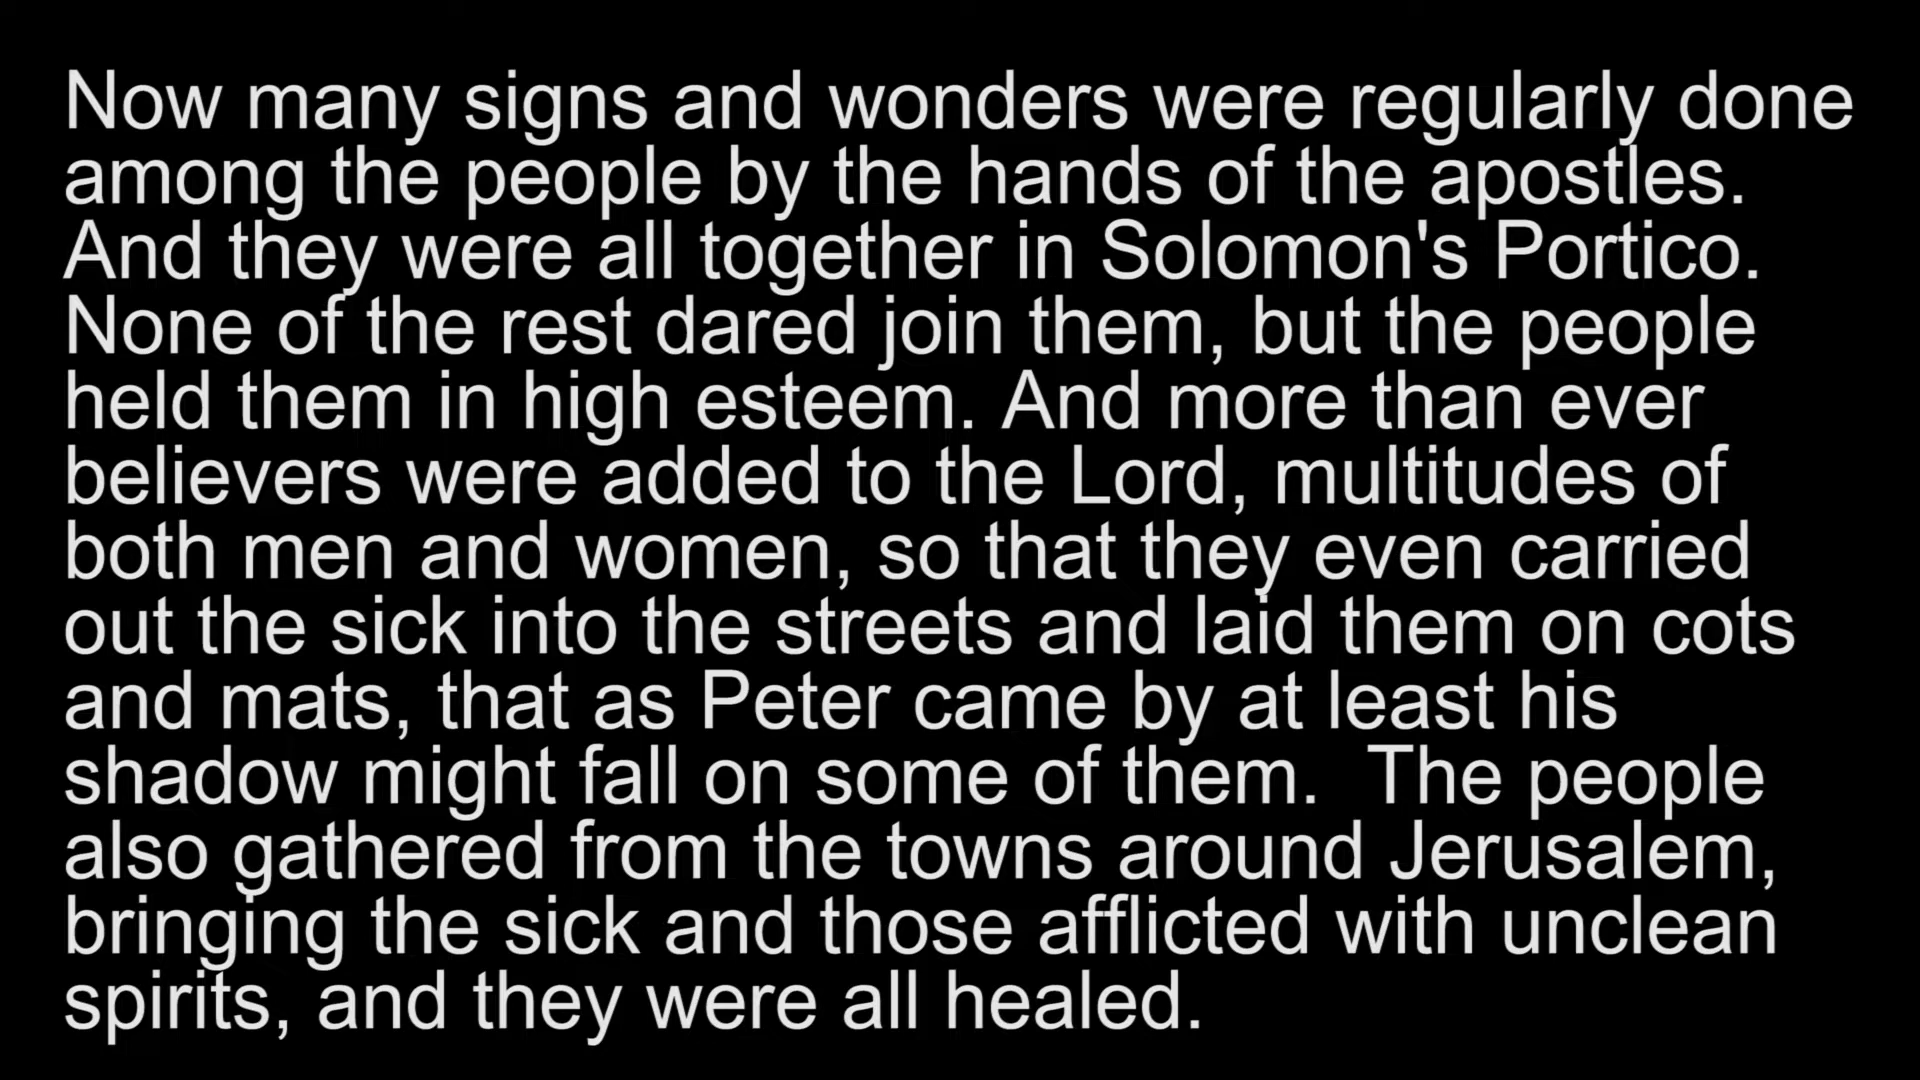 Now many signs and wonders were regularly done
among the people by the hands of the apostles.
And they were all together in Solomon's Portico.
None of the rest dared join them, but the people
held them in high esteem. And more than ever
believers were added to the Lord, multitudes of
both men and women, so that they even carried
out the sick into the streets and laid them on cots
and mats, that as Peter came by at least his
shadow might fall on some of them.  The people
also gathered from the towns around Jerusalem,
bringing the sick and those afflicted with unclean
spirits, and they were all healed.